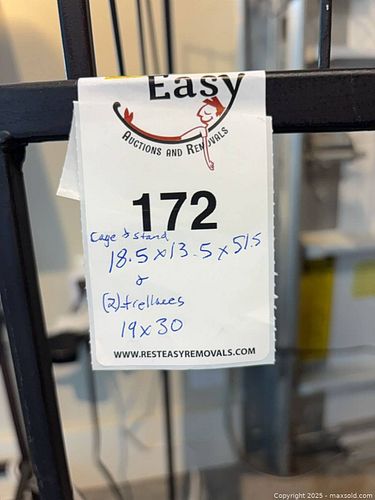 Easy
AUCTIONS AND REMOVALS
172
Cage & stand
18.5 x 13.5 x 51.5
&
(2) trellises
19 x 30
WWW.RESTEASYREMOVALS.COM
Copyright 2025 - maxsold.com